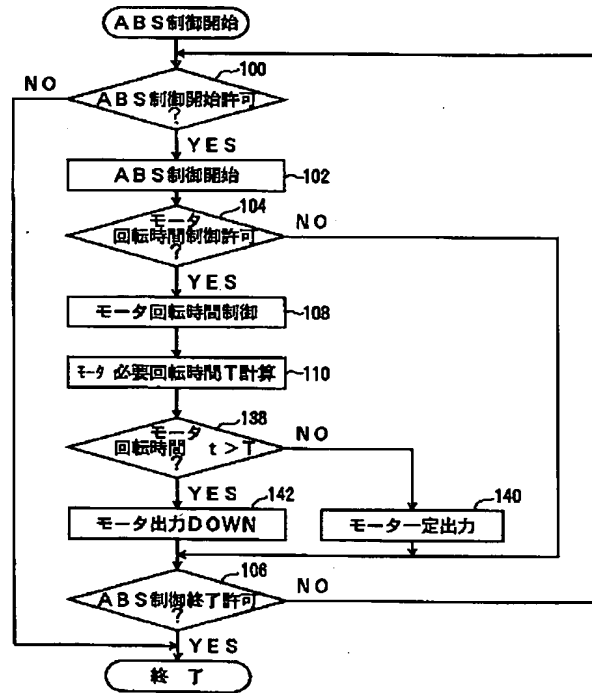 ABS制御開始
100
NO
ABS制御開始許可
?
YES
ABS制御開始
102
104
モータ
回転時間制御許可
?
NO
YES
モータ回転時間制御
108
モータ 必要回転時間T計算
110
138
モータ
回転時間 t>T
?
NO
YES
142
140
モータ出力DOWN
モーター定出力
106
ABS制御終了許可
?
NO
YES
終 了